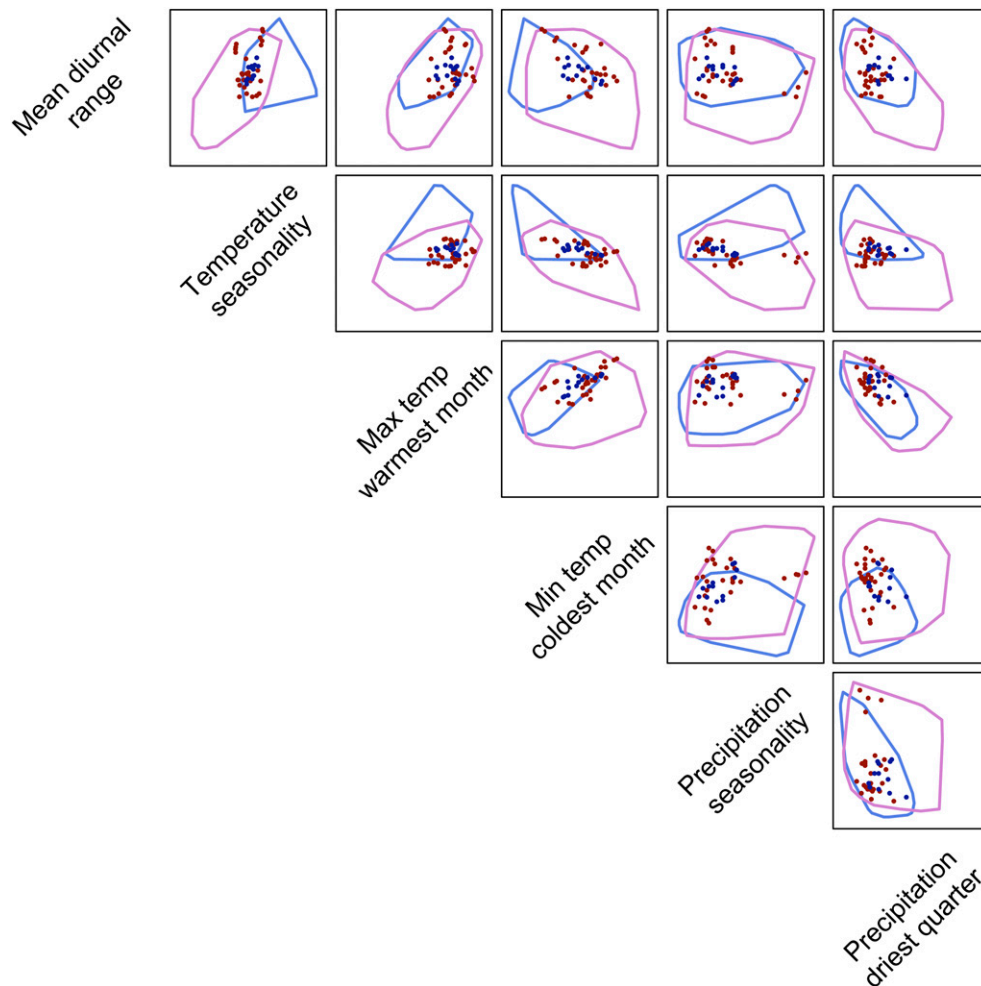 Mean diurnal
range
Temperature
seasonality
Max temp
warmest month
Min temp
coldest month
Precipitation
seasonality
Precipitation
driest quarter